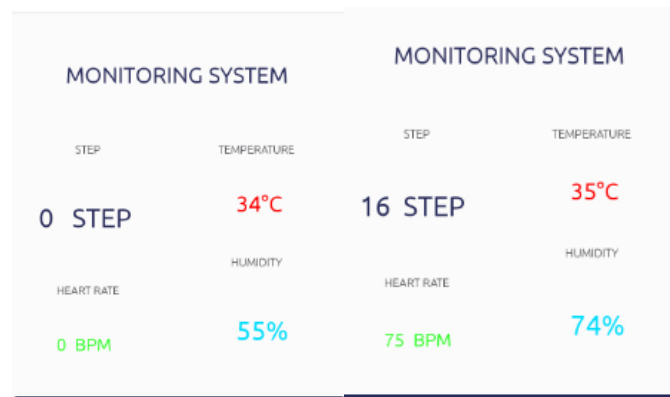 MONITORING SYSTEM
STEP
TEMPERATURE
0 STEP
34°C
HUMIDITY
HEART RATE
0 BPM
55%
MONITORING SYSTEM
STEP
TEMPERATURE
16 STEP
35°C
HUMIDITY
HEART RATE
75 BPM
74%